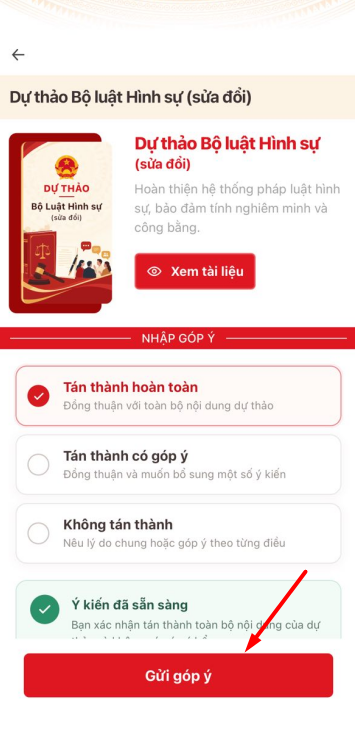 Dự thảo Bộ luật Hình sự (sửa đổi)
DỰ THẢO
Bộ Luật Hình sự
(sửa đổi)
Dự thảo Bộ luật Hình sự
(sửa đổi)
Hoàn thiện hệ thống pháp luật hình
sự, bảo đảm tính nghiêm minh và
công bằng.
Xem tài liệu
NHẬP GÓP Ý
Tán thành hoàn toàn
Đồng thuận với toàn bộ nội dung dự thảo
Tán thành có góp ý
Đồng thuận và muốn bổ sung một số ý kiến
Không tán thành
Nêu lý do chung hoặc góp ý theo từng điều
Ý kiến đã sẵn sàng
Bạn xác nhận tán thành toàn bộ nội dung của dự
Gửi góp ý